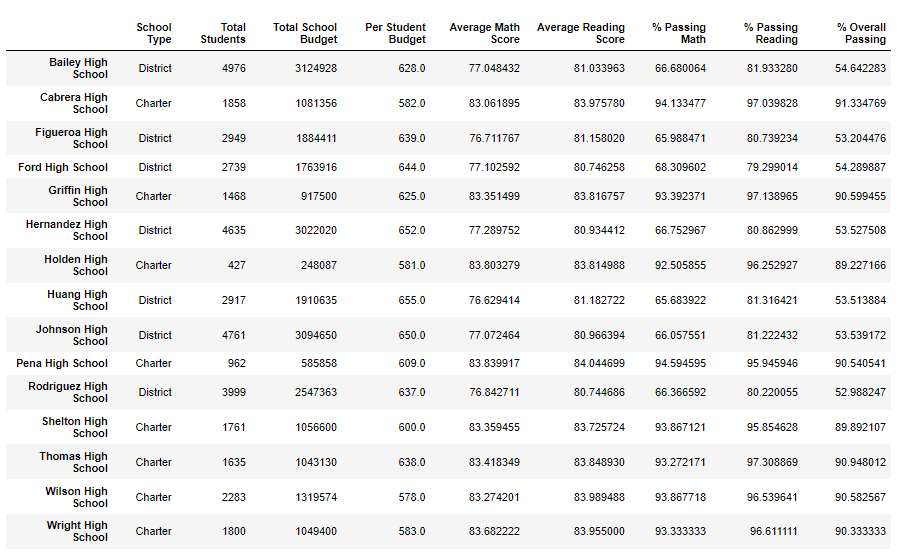 School Type Total Students Total School Budget Per Student Budget Average Math Score Average Reading Score % Passing Math % Passing Reading % Overall Passing
Bailey High School District 4976 3124928 628.0 77.048432 81.033963 66.680064 81.933280 54.642283
Cabrera High School Charter 1858 1081356 582.0 83.061895 83.975780 94.133477 97.039828 91.334769
Figueroa High School District 2949 1884411 639.0 76.711767 81.158020 65.988471 80.739234 53.204476
Ford High School District 2739 1763916 644.0 77.102592 80.746258 68.309602 79.299014 54.289887
Griffin High School Charter 1468 917500 625.0 83.351499 83.816757 93.392371 97.138965 90.599455
Hernandez High School District 4635 3022020 652.0 77.289752 80.934412 66.752967 80.862999 53.527508
Holden High School Charter 427 248087 581.0 83.803279 83.814988 92.505855 96.252927 89.227166
Huang High School District 2917 1910635 655.0 76.629414 81.182722 65.683922 81.316421 53.513884
Johnson High School District 4761 3094650 650.0 77.072464 80.966394 66.057551 81.222432 53.539172
Pena High School Charter 962 585858 609.0 83.839917 84.044699 94.594595 95.945946 90.540541
Rodriguez High School District 3999 2547363 637.0 76.842711 80.744686 66.366592 80.220055 52.988247
Shelton High School Charter 1761 1056600 600.0 83.359455 83.725724 93.867121 95.854628 89.892107
Thomas High School Charter 1635 1043130 638.0 83.418349 83.848930 93.272171 97.308869 90.948012
Wilson High School Charter 2283 1319574 578.0 83.274201 83.989488 93.867718 96.539641 90.582567
Wright High School Charter 1800 1049400 583.0 83.682222 83.955000 93.333333 96.611111 90.333333